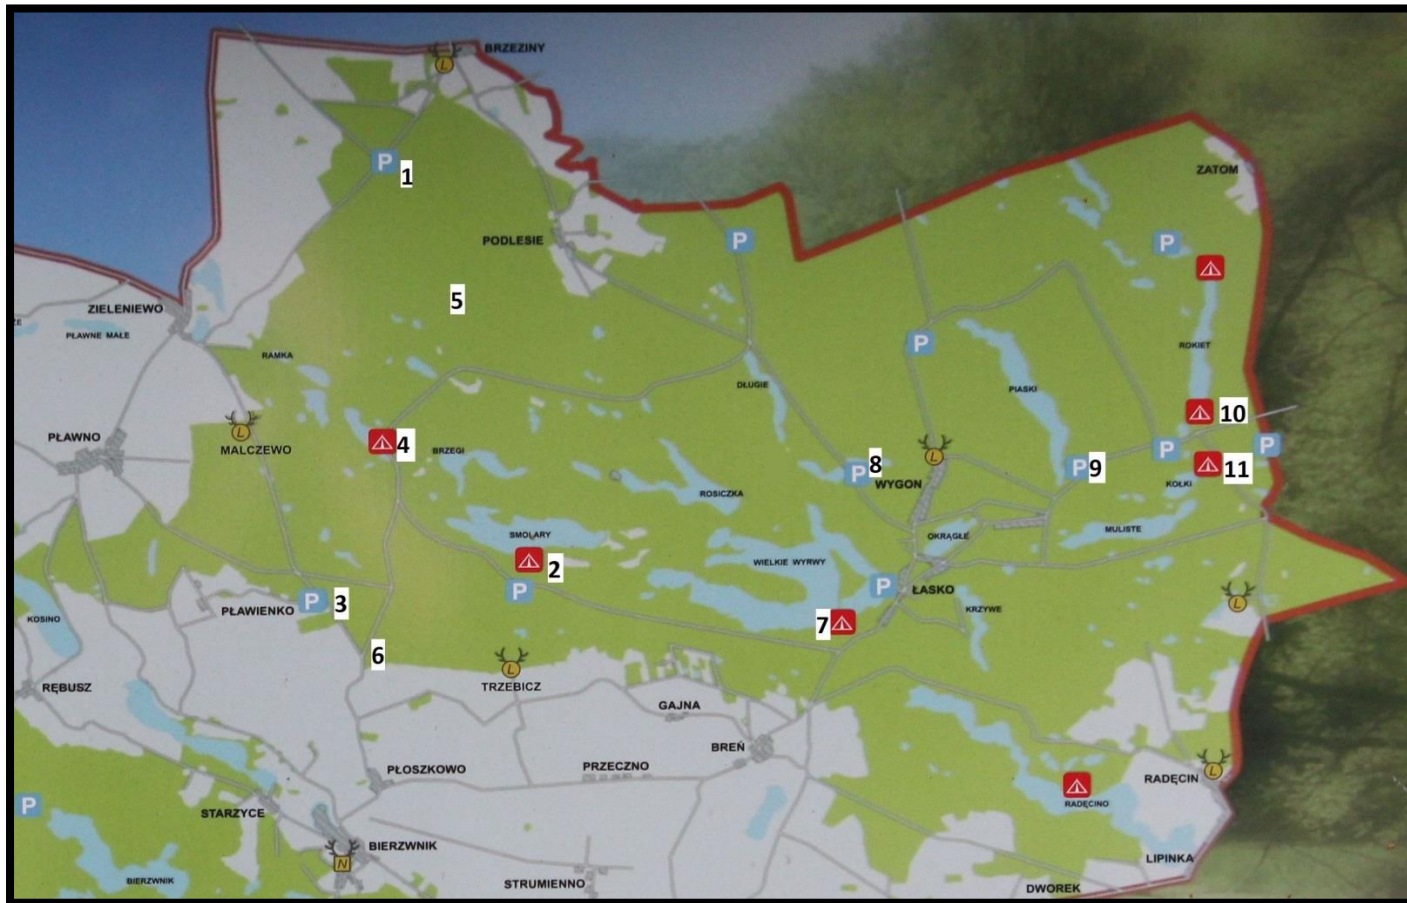 BRZEZINY
L
P
1
ZATOM
PODLESIE
P
P
5
ZIELENIEWO
PŁAWNE MAŁE
ZE
RAMKA
P
ROKIET
DŁUGIE
PIASKI
10
L
MALCZEWO
PŁAWNO
4
BRZEGI
P
P
L
8
P
WYGON
P
9
11
KOŁKI
ROSICZKA
SMOLARY
MULISTE
OKRĄGŁE
WIELKIE WYRWY
2
P
P
ŁASKO
PŁAWIENKO
P
3
KRZYWE
L
KOSINO
7
6
L
TRZEBICZ
RĘBUSZ
GAJNA
BREŃ
PŁOSZKOWO
PRZECZNO
L
RADĘCIN
RADĘCINO
P
STARZYCE
BIERZWNIK
N
LIPINKA
BIERZWNIK
STRUMIENNO
DWOREK